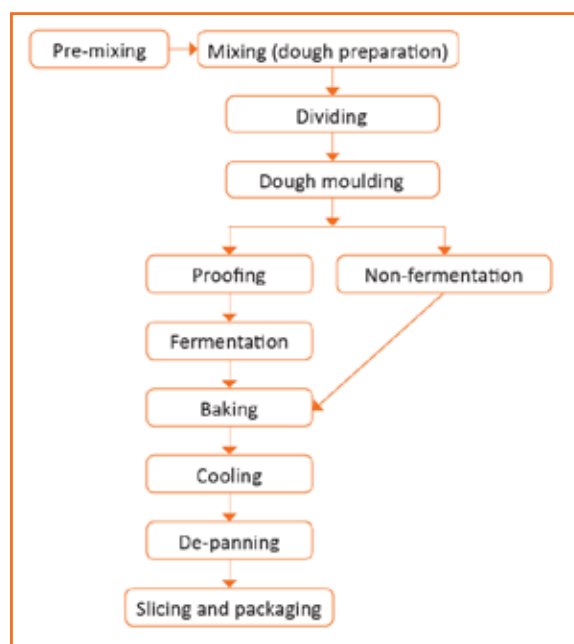 Pre-mixing
Mixing (dough preparation)
Dividing
Dough moulding
Proofing
Non-fermentation
Fermentation
Baking
Cooling
De-panning
Slicing and packaging